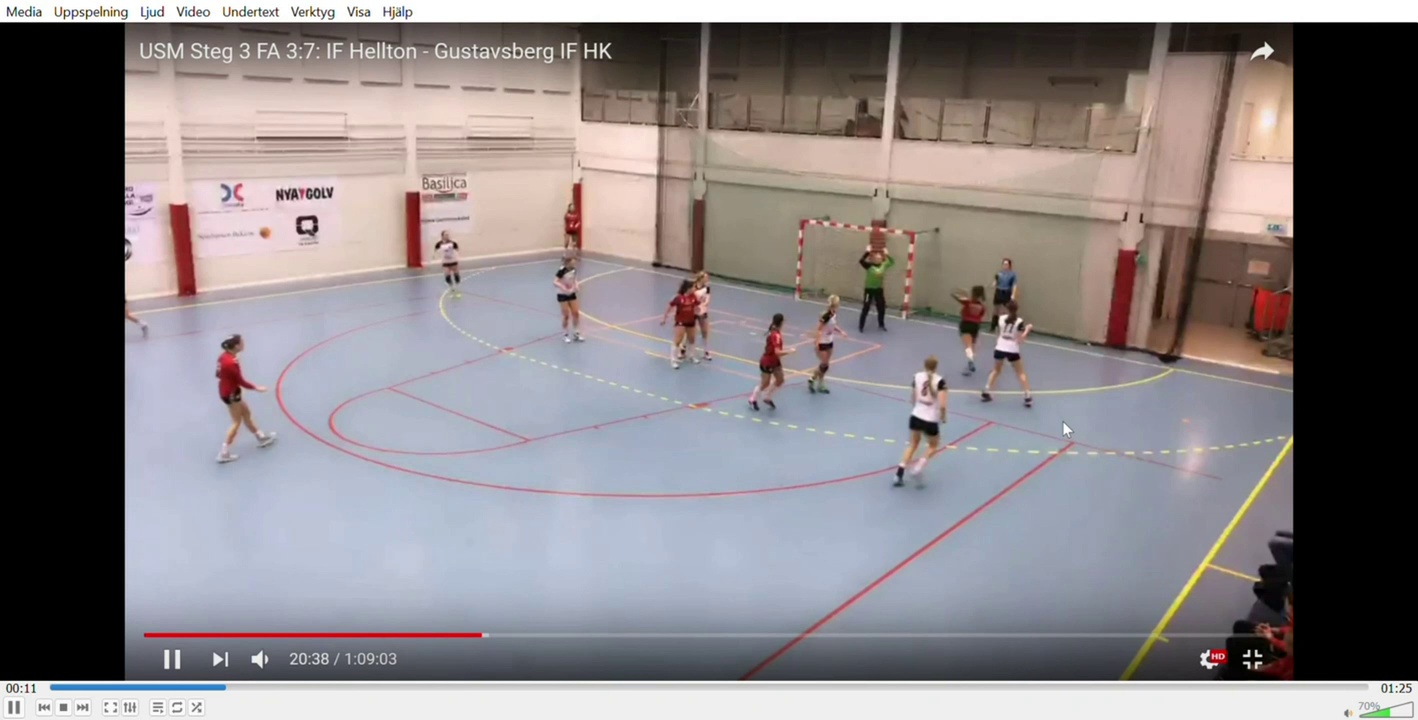 Media Uppspelning Ljud Video Undertext Verktyg Visa Hjälp
USM Steg 3 FA 3:7: IF Hellton - Gustavsberg IF HK
NYA GOLV
Basilica
20:38 / 1:09:03
HD
00:11
01:25
70%